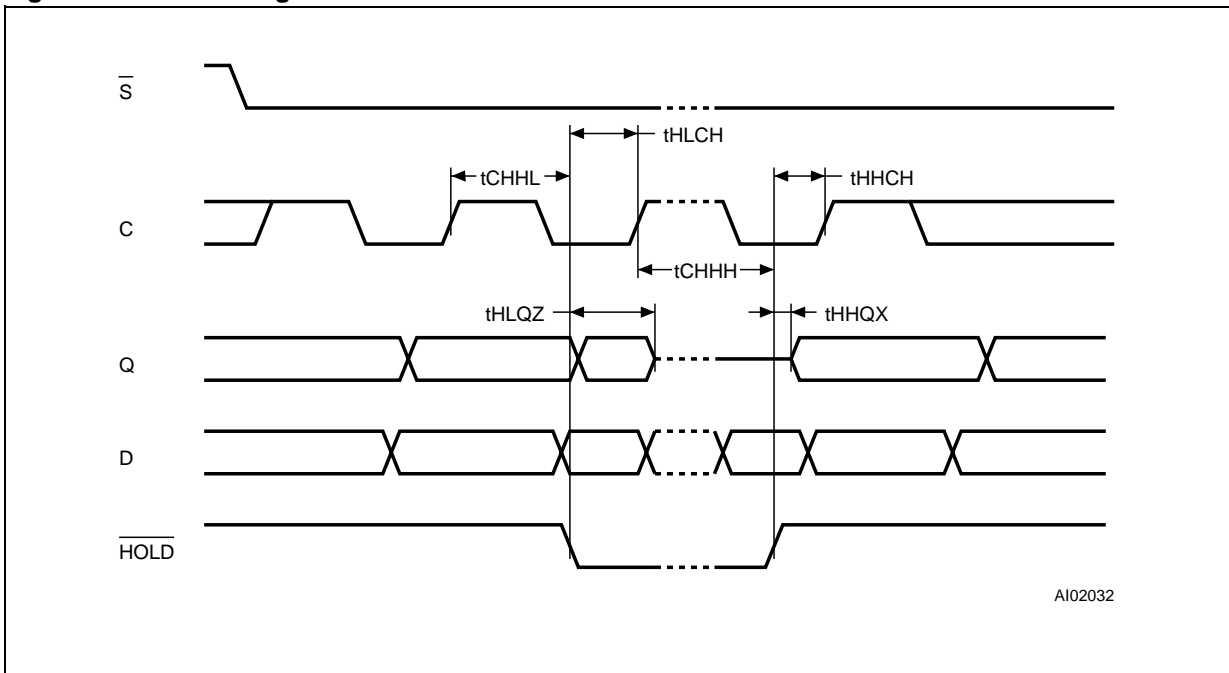 S
tHLCH
tCHHL
tHHCH
C
tCHHH
tHLQZ
tHHQX
Q
D
HOLD
AI02032